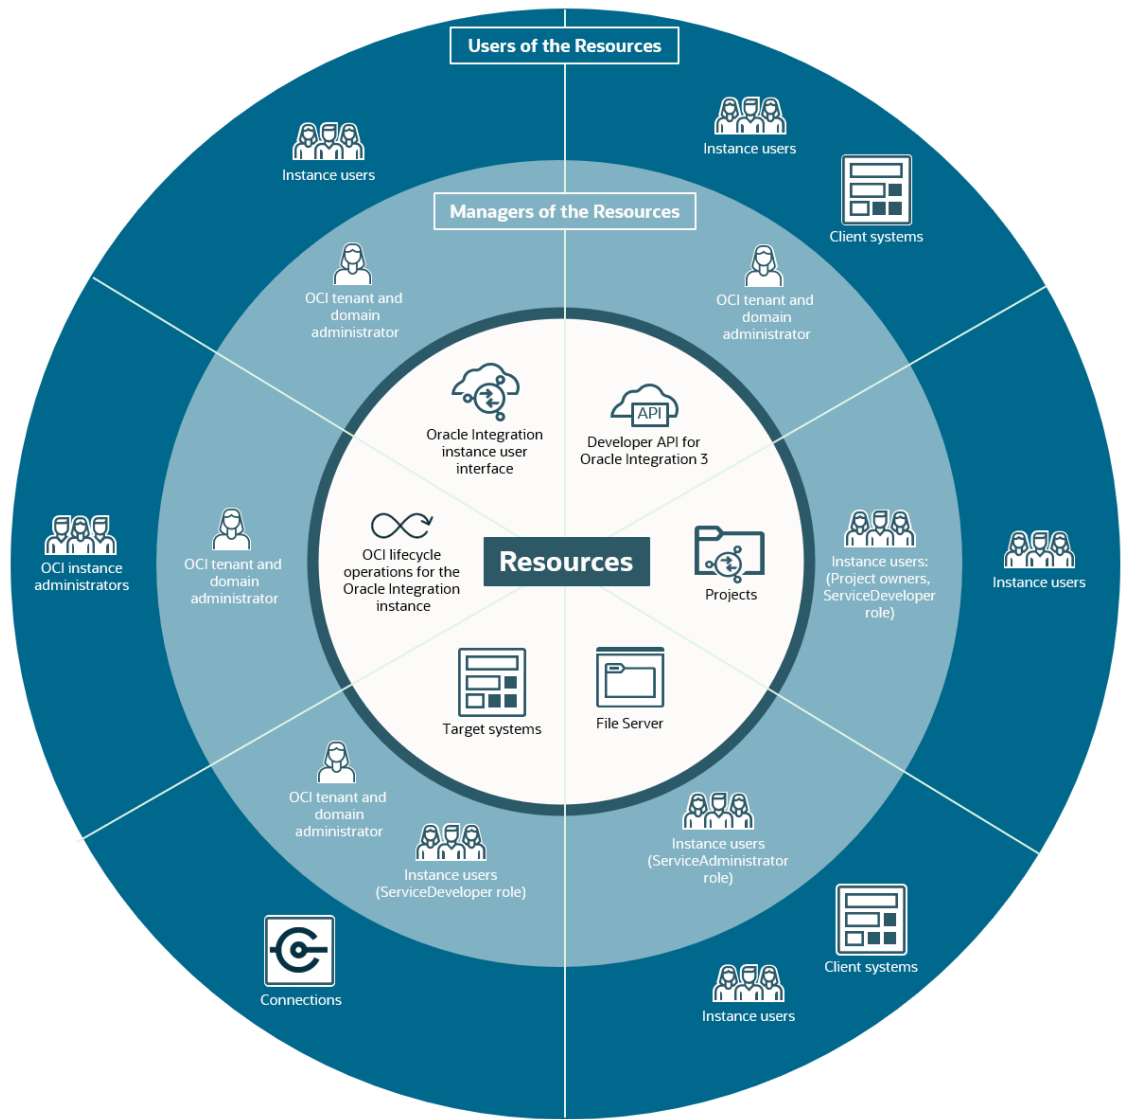 Users of the Resources
Instance users
Instance users
Client systems
Managers of the Resources
OCI tenant and
domain
administrator
OCI tenant and
domain
administrator
Oracle Integration
instance user
interface
API
Developer API for
Oracle Integration 3
OCI instance
administrators
OCI tenant and
domain
administrator
OCI lifecycle
operations for the
Oracle Integration
instance
Resources
Projects
Instance users:
(Project owners,
ServiceDeveloper
role)
Instance users
Target systems
File Server
OCI tenant and
domain
administrator
Instance users
(ServiceDeveloper role)
Instance users
(ServiceAdministrator
role)
Connections
Client systems
Instance users